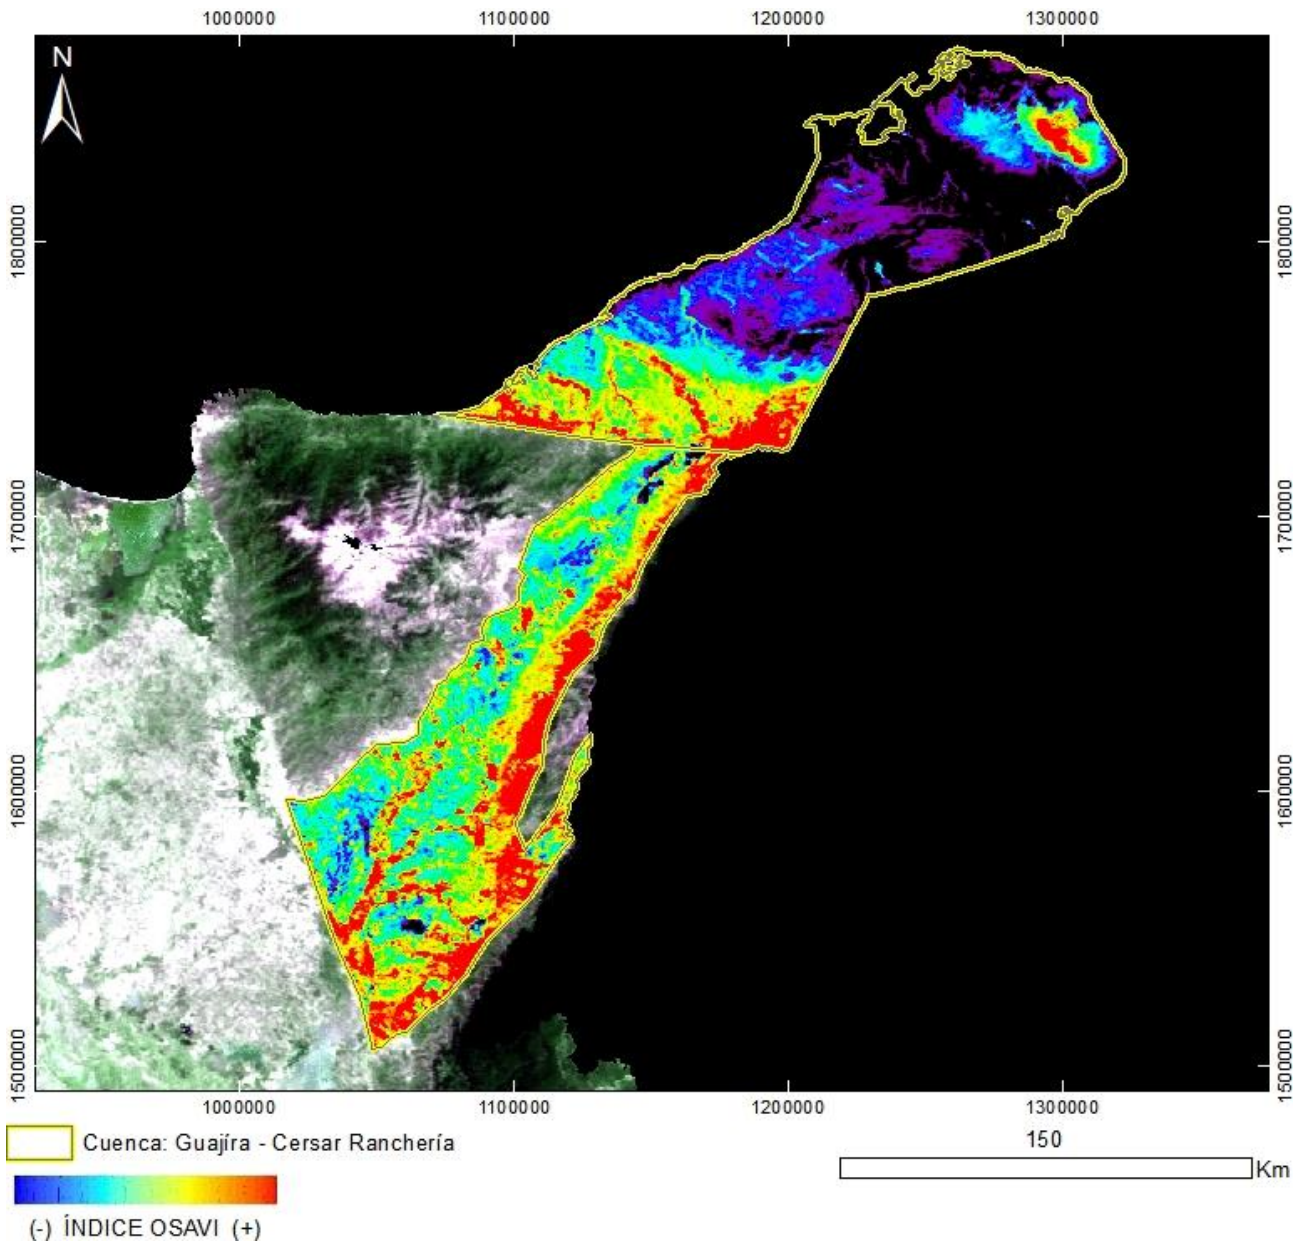 1000000 1100000 1200000 1300000
N
1800000 1800000
1700000 1700000
1600000 1600000
1500000 1500000
1000000 1100000 1200000 1300000
Cuenca: Guajíra - Cersar Ranchería
150
Km
(-) ÍNDICE OSAVI (+)